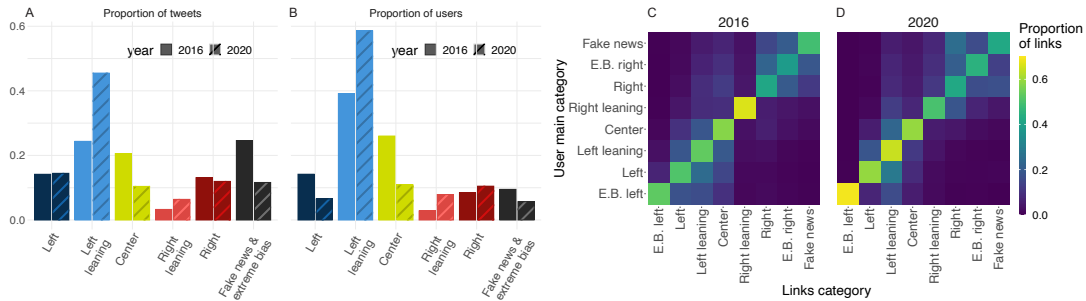 A
Proportion of tweets
0.6
0.4
0.2
0.0
year 2016 2020
Left
Left
leaning
Center
Right
leaning
Right
Fake news &
extreme bias
B
Proportion of users
year 2016 2020
Left
Left
leaning
Center
Right
leaning
Right
Fake news &
extreme bias
C
2016
User main category
Fake news
E.B. right
Right
Right leaning
Center
Left leaning
Left
E.B. left
E.B. left
Left
Left leaning
Center
Right leaning
Right
E.B. right
Fake news
D
2020
E.B. left
Left
Left leaning
Center
Right leaning
Right
E.B. right
Fake news
Links category
Proportion
of links
0.6
0.4
0.2
0.0